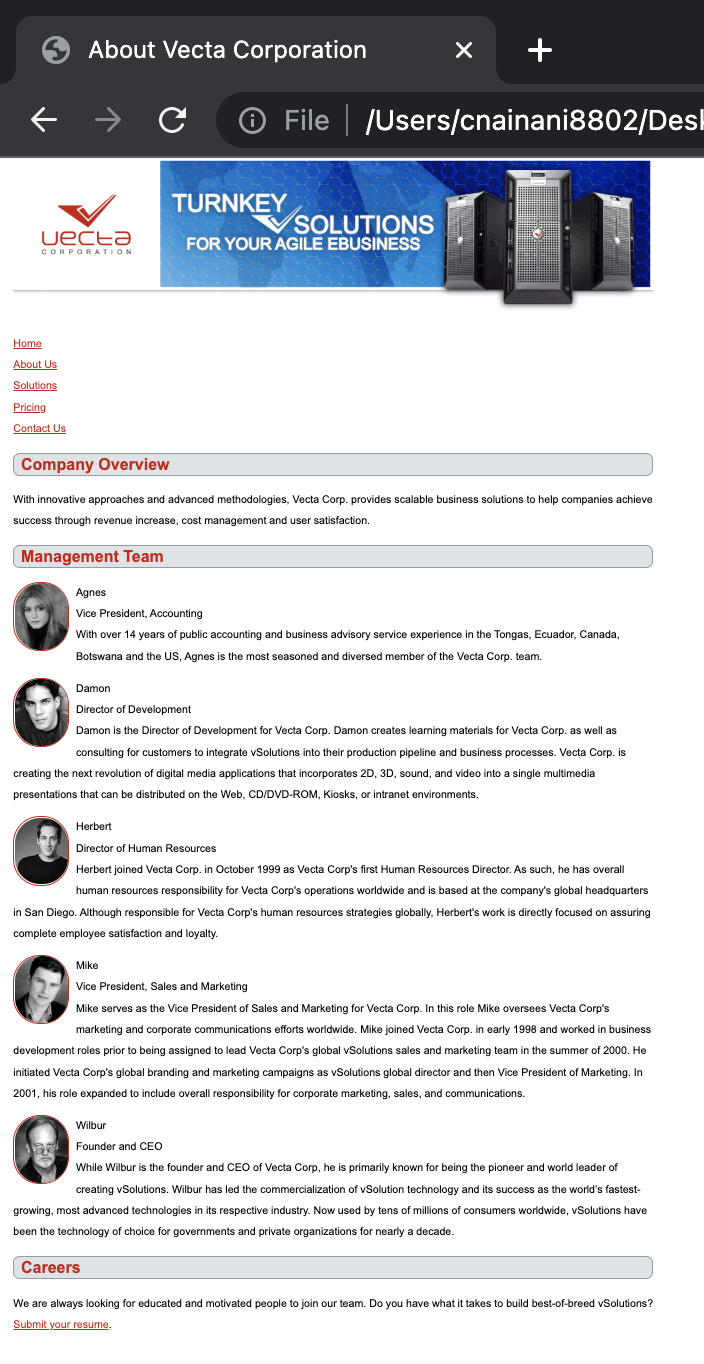 About Vecta Corporation
File
/Users/cnainani8802/Desk
vecta
CORPORATION
TURNKEY
SOLUTIONS
FOR YOUR AGILE EBUSINESS
Home
About Us
Solutions
Pricing
Contact Us
Company Overview
With innovative approaches and advanced methodologies, Vecta Corp. provides scalable business solutions to help companies achieve
success through revenue increase, cost management and user satisfaction.
Management Team
Agnes
Vice President, Accounting
With over 14 years of public accounting and business advisory service experience in the Tongas, Ecuador, Canada,
Botswana and the US, Agnes is the most seasoned and diversed member of the Vecta Corp. team.
Damon
Director of Development
Damon is the Director of Development for Vecta Corp. Damon creates learning materials for Vecta Corp. as well as
consulting for customers to integrate vSolutions into their production pipeline and business processes. Vecta Corp. is
creating the next revolution of digital media applications that incorporates 2D, 3D, sound, and video into a single multimedia
presentations that can be distributed on the Web, CD/DVD-ROM, Kiosks, or intranet environments.
Herbert
Director of Human Resources
Herbert joined Vecta Corp. in October 1999 as Vecta Corp's first Human Resources Director. As such, he has overall
human resources responsibility for Vecta Corp's operations worldwide and is based at the company's global headquarters
in San Diego. Although responsible for Vecta Corp's human resources strategies globally, Herbert's work is directly focused on assuring
complete employee satisfaction and loyalty.
Mike
Vice President, Sales and Marketing
Mike serves as the Vice President of Sales and Marketing for Vecta Corp. In this role Mike oversees Vecta Corp's
marketing and corporate communications efforts worldwide. Mike joined Vecta Corp. in early 1998 and worked in business
development roles prior to being assigned to lead Vecta Corp's global vSolutions sales and marketing team in the summer of 2000. He
initiated Vecta Corp's global branding and marketing campaigns as vSolutions global director and then Vice President of Marketing. In
2001, his role expanded to include overall responsibility for corporate marketing, sales, and communications.
Wilbur
Founder and CEO
While Wilbur is the founder and CEO of Vecta Corp, he is primarily known for being the pioneer and world leader of
creating vSolutions. Wilbur has led the commercialization of vSolution technology and its success as the world's fastest-
growing, most advanced technologies in its respective industry. Now used by tens of millions of consumers worldwide, vSolutions have
been the technology of choice for governments and private organizations for nearly a decade.
Careers
We are always looking for educated and motivated people to join our team. Do you have what it takes to build best-of-breed vSolutions?
Submit your resume.